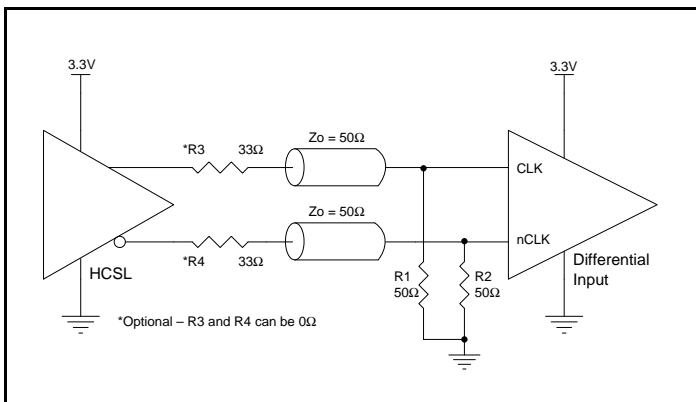 3.3V
3.3V
*R3 33Ω
Zo = 50Ω
CLK
Zo = 50Ω
nCLK
*R4 33Ω
HCSL
R1
50Ω
R2
50Ω
Differential
Input
*Optional – R3 and R4 can be 0Ω